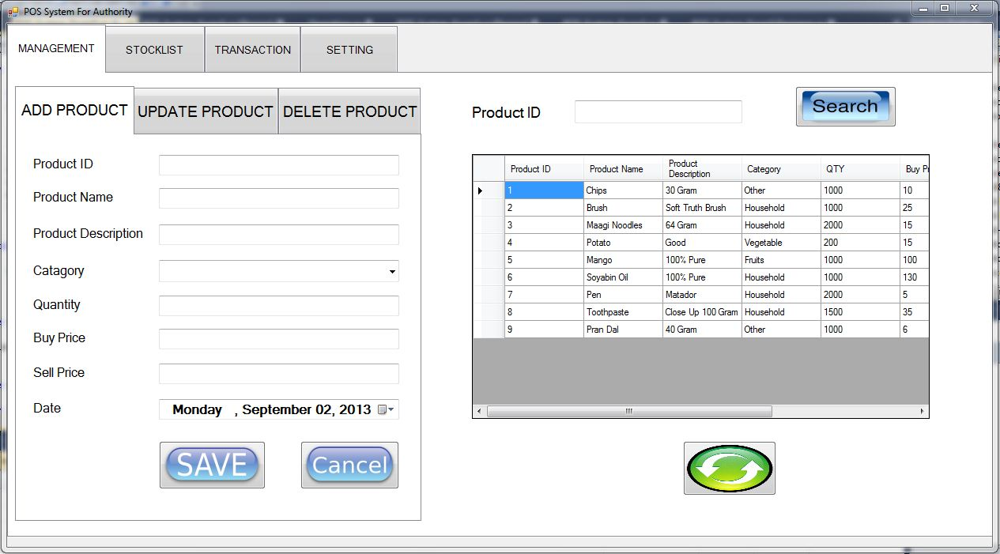 POS System For Authority
MANAGEMENT STOCKLIST TRANSACTION SETTING
ADD PRODUCT UPDATE PRODUCT DELETE PRODUCT
Product ID
Product Name
Product Description
Catagory
Quantity
Buy Price
Sell Price
Date Monday , September 02, 2013
SAVE Cancel
Product ID Search
Product ID Product Name Product Description Category QTY Buy
1 Chips 30 Gram Other 1000 10
2 Brush Soft Truth Brush Household 1000 25
3 Maagi Noodles 64 Gram Household 2000 15
4 Potato Good Vegetable 200 15
5 Mango 100% Pure Fruits 1000 100
6 Soyabin Oil 100% Pure Household 1000 130
7 Pen Matador Household 2000 5
8 Toothpaste Close Up 100 Gram Household 1500 35
9 Pran Dal 40 Gram Other 1000 6